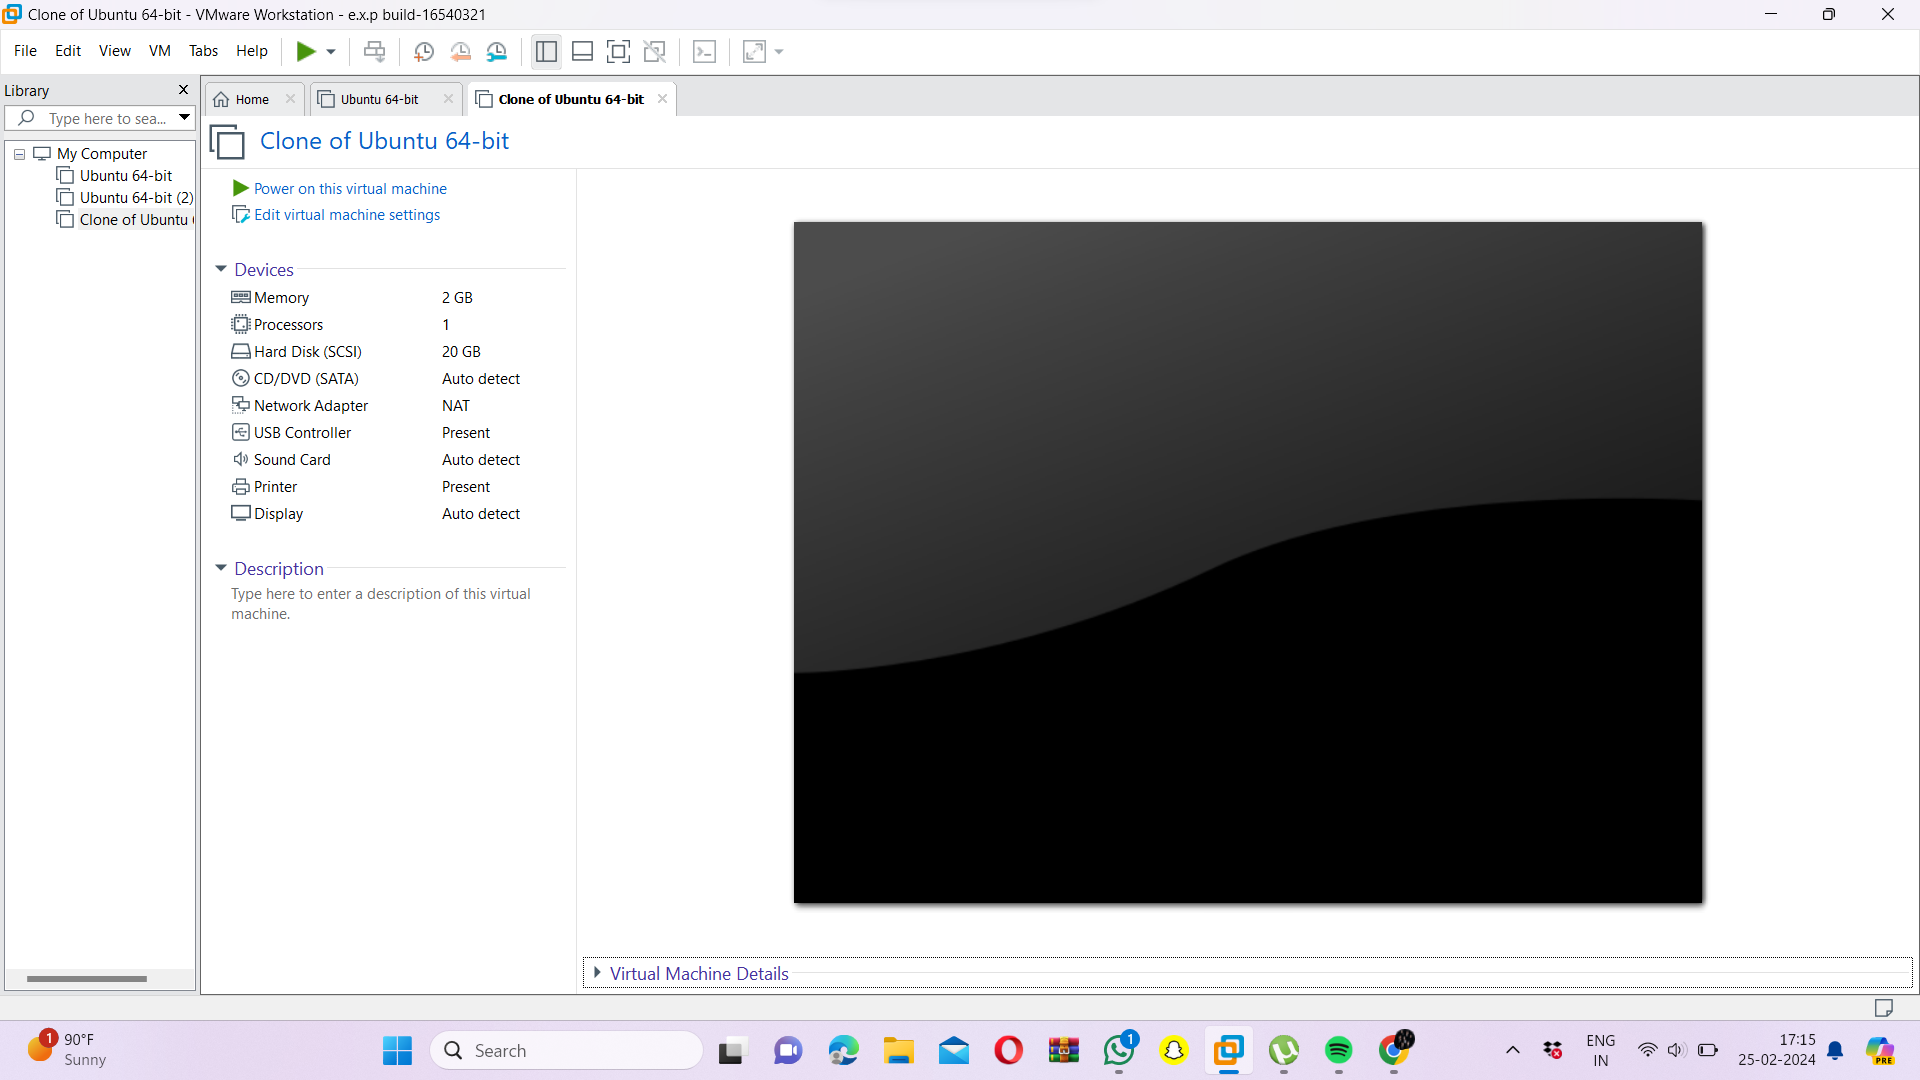 Clone of Ubuntu 64-bit - VMware Workstation - e.x.p build-16540321
File Edit View VM Tabs Help
Library
Type here to sea...
My Computer
Ubuntu 64-bit
Ubuntu 64-bit (2)
Clone of Ubuntu
Home
Ubuntu 64-bit
Clone of Ubuntu 64-bit
Clone of Ubuntu 64-bit
Power on this virtual machine
Edit virtual machine settings
Devices
Memory 2 GB
Processors 1
Hard Disk (SCSI) 20 GB
CD/DVD (SATA) Auto detect
Network Adapter NAT
USB Controller Present
Sound Card Auto detect
Printer Present
Display Auto detect
Description
Type here to enter a description of this virtual
machine.
Virtual Machine Details
1
90°F
Sunny
Search
1
ENG
IN
17:15
25-02-2024
PRE